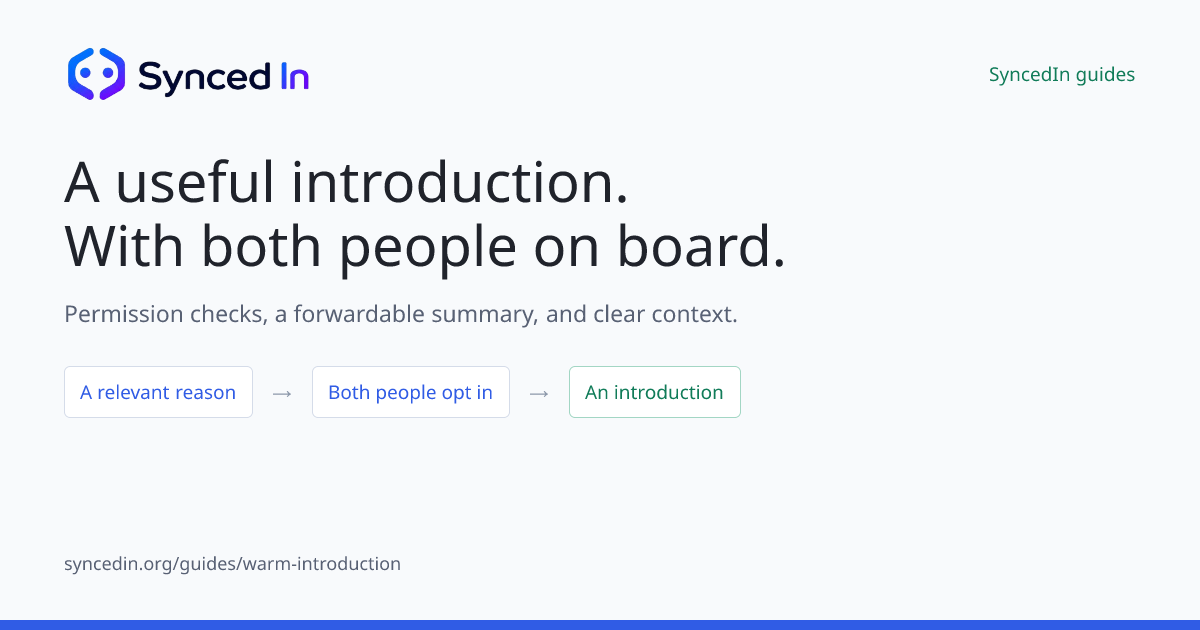 Synced In
SyncedIn guides
A useful introduction.
With both people on board.
Permission checks, a forwardable summary, and clear context.
A relevant reason → Both people opt in → An introduction
syncedin.org/guides/warm-introduction